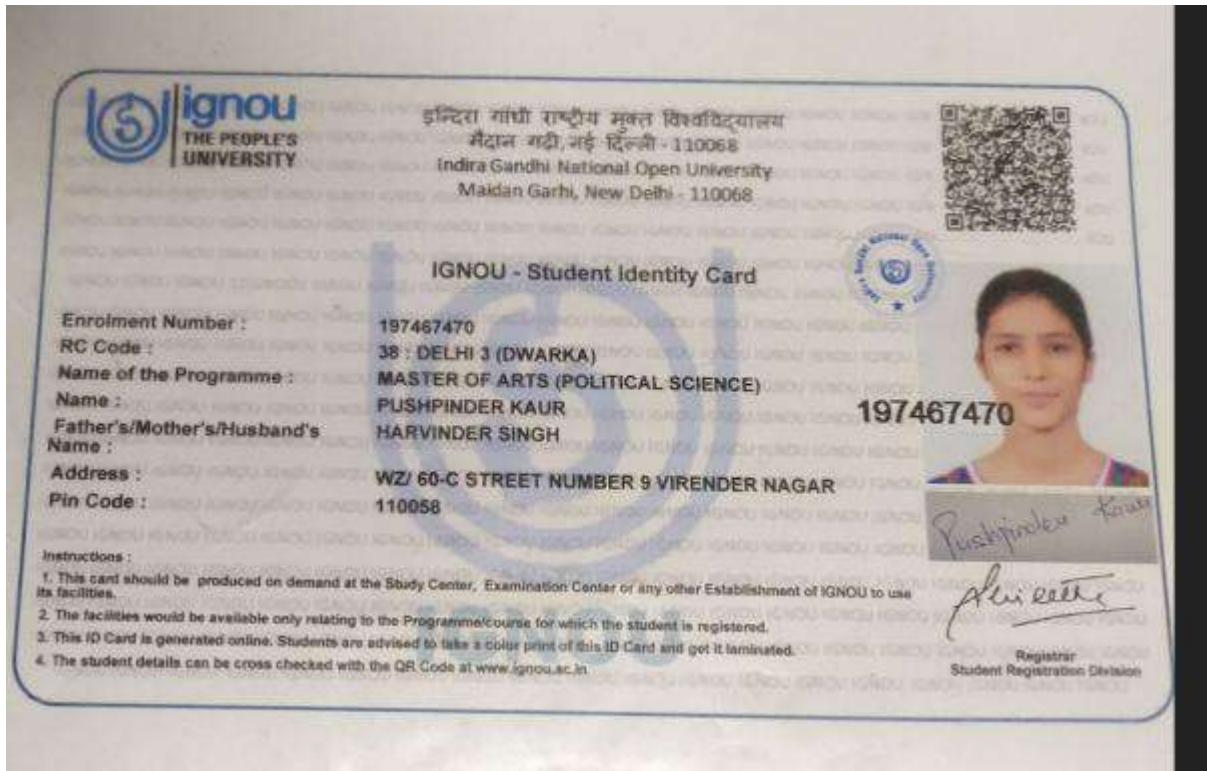 ignou
THE PEOPLE'S
UNIVERSITY
इन्दिरा गांधी राष्ट्रीय मुक्त विश्वविद्यालय
मैदान गढ़ी, नई दिल्ली - 110068
Indira Gandhi National Open University
Maidan Garhi, New Delhi - 110068
IGNOU - Student Identity Card
Enrolment Number : 197467470
RC Code : 38 : DELHI 3 (DWARKA)
Name of the Programme : MASTER OF ARTS (POLITICAL SCIENCE)
Name : PUSHPINDER KAUR
Father's/Mother's/Husband's Name : HARVINDER SINGH
Address : WZ/ 60-C STREET NUMBER 9 VIRENDER NAGAR
Pin Code : 110058
197467470
Pushpinder Kaur
Instructions :
1. This card should be produced on demand at the Study Center, Examination Center or any other Establishment of IGNOU to use
its facilities.
2. The facilities would be available only relating to the Programme/course for which the student is registered.
3. This ID Card is generated online. Students are advised to take a color print of this ID Card and get it laminated.
4. The student details can be cross checked with the QR Code at www.ignou.ac.in
Registrar
Student Registration Division